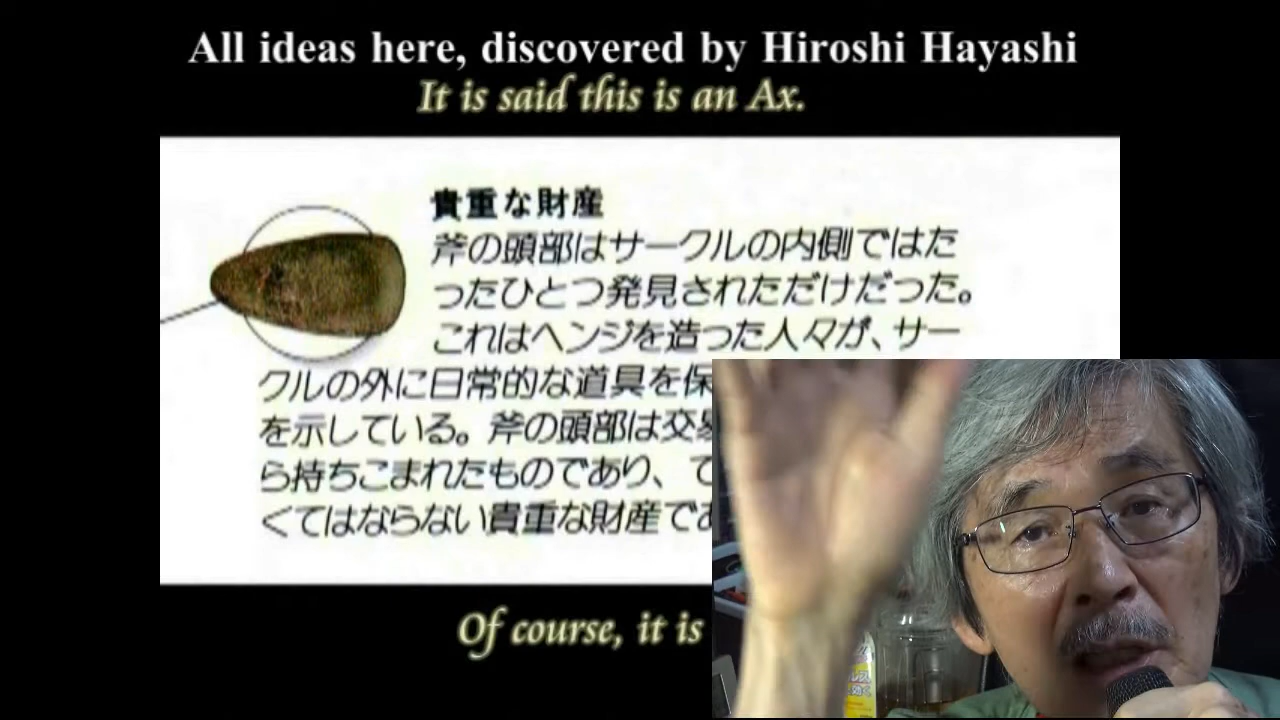 All ideas here, discovered by Hiroshi Hayashi
It is said this is an Ax.
貴重な財産
斧の頭部はサークルの内側ではた
ったひとつ発見されただけだった。
これはヘンジを造った人々が、サー
クルの外に日常的な道具を保
を示している。斧の頭部は交易
ら持ちこまれたものであり、て
くてはならない貴重な財産であ
Of course, it is